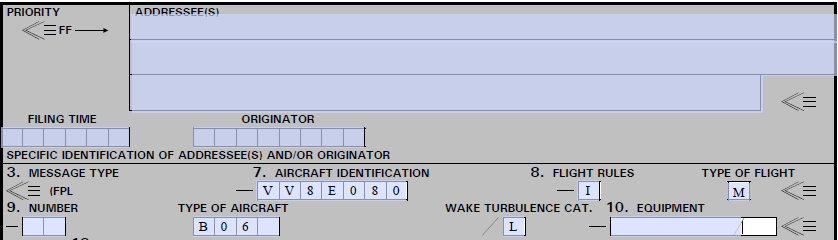 PRIORITY ADDRESSEE(S)
FF
FILING TIME ORIGINATOR
SPECIFIC IDENTIFICATION OF ADDRESSEE(S) AND/OR ORIGINATOR
3. MESSAGE TYPE 7. AIRCRAFT IDENTIFICATION 8. FLIGHT RULES TYPE OF FLIGHT
(FPL — V V 8 E 0 8 0 — I M
9. NUMBER TYPE OF AIRCRAFT WAKE TURBULENCE CAT. 10. EQUIPMENT
— B 0 6 / L — /